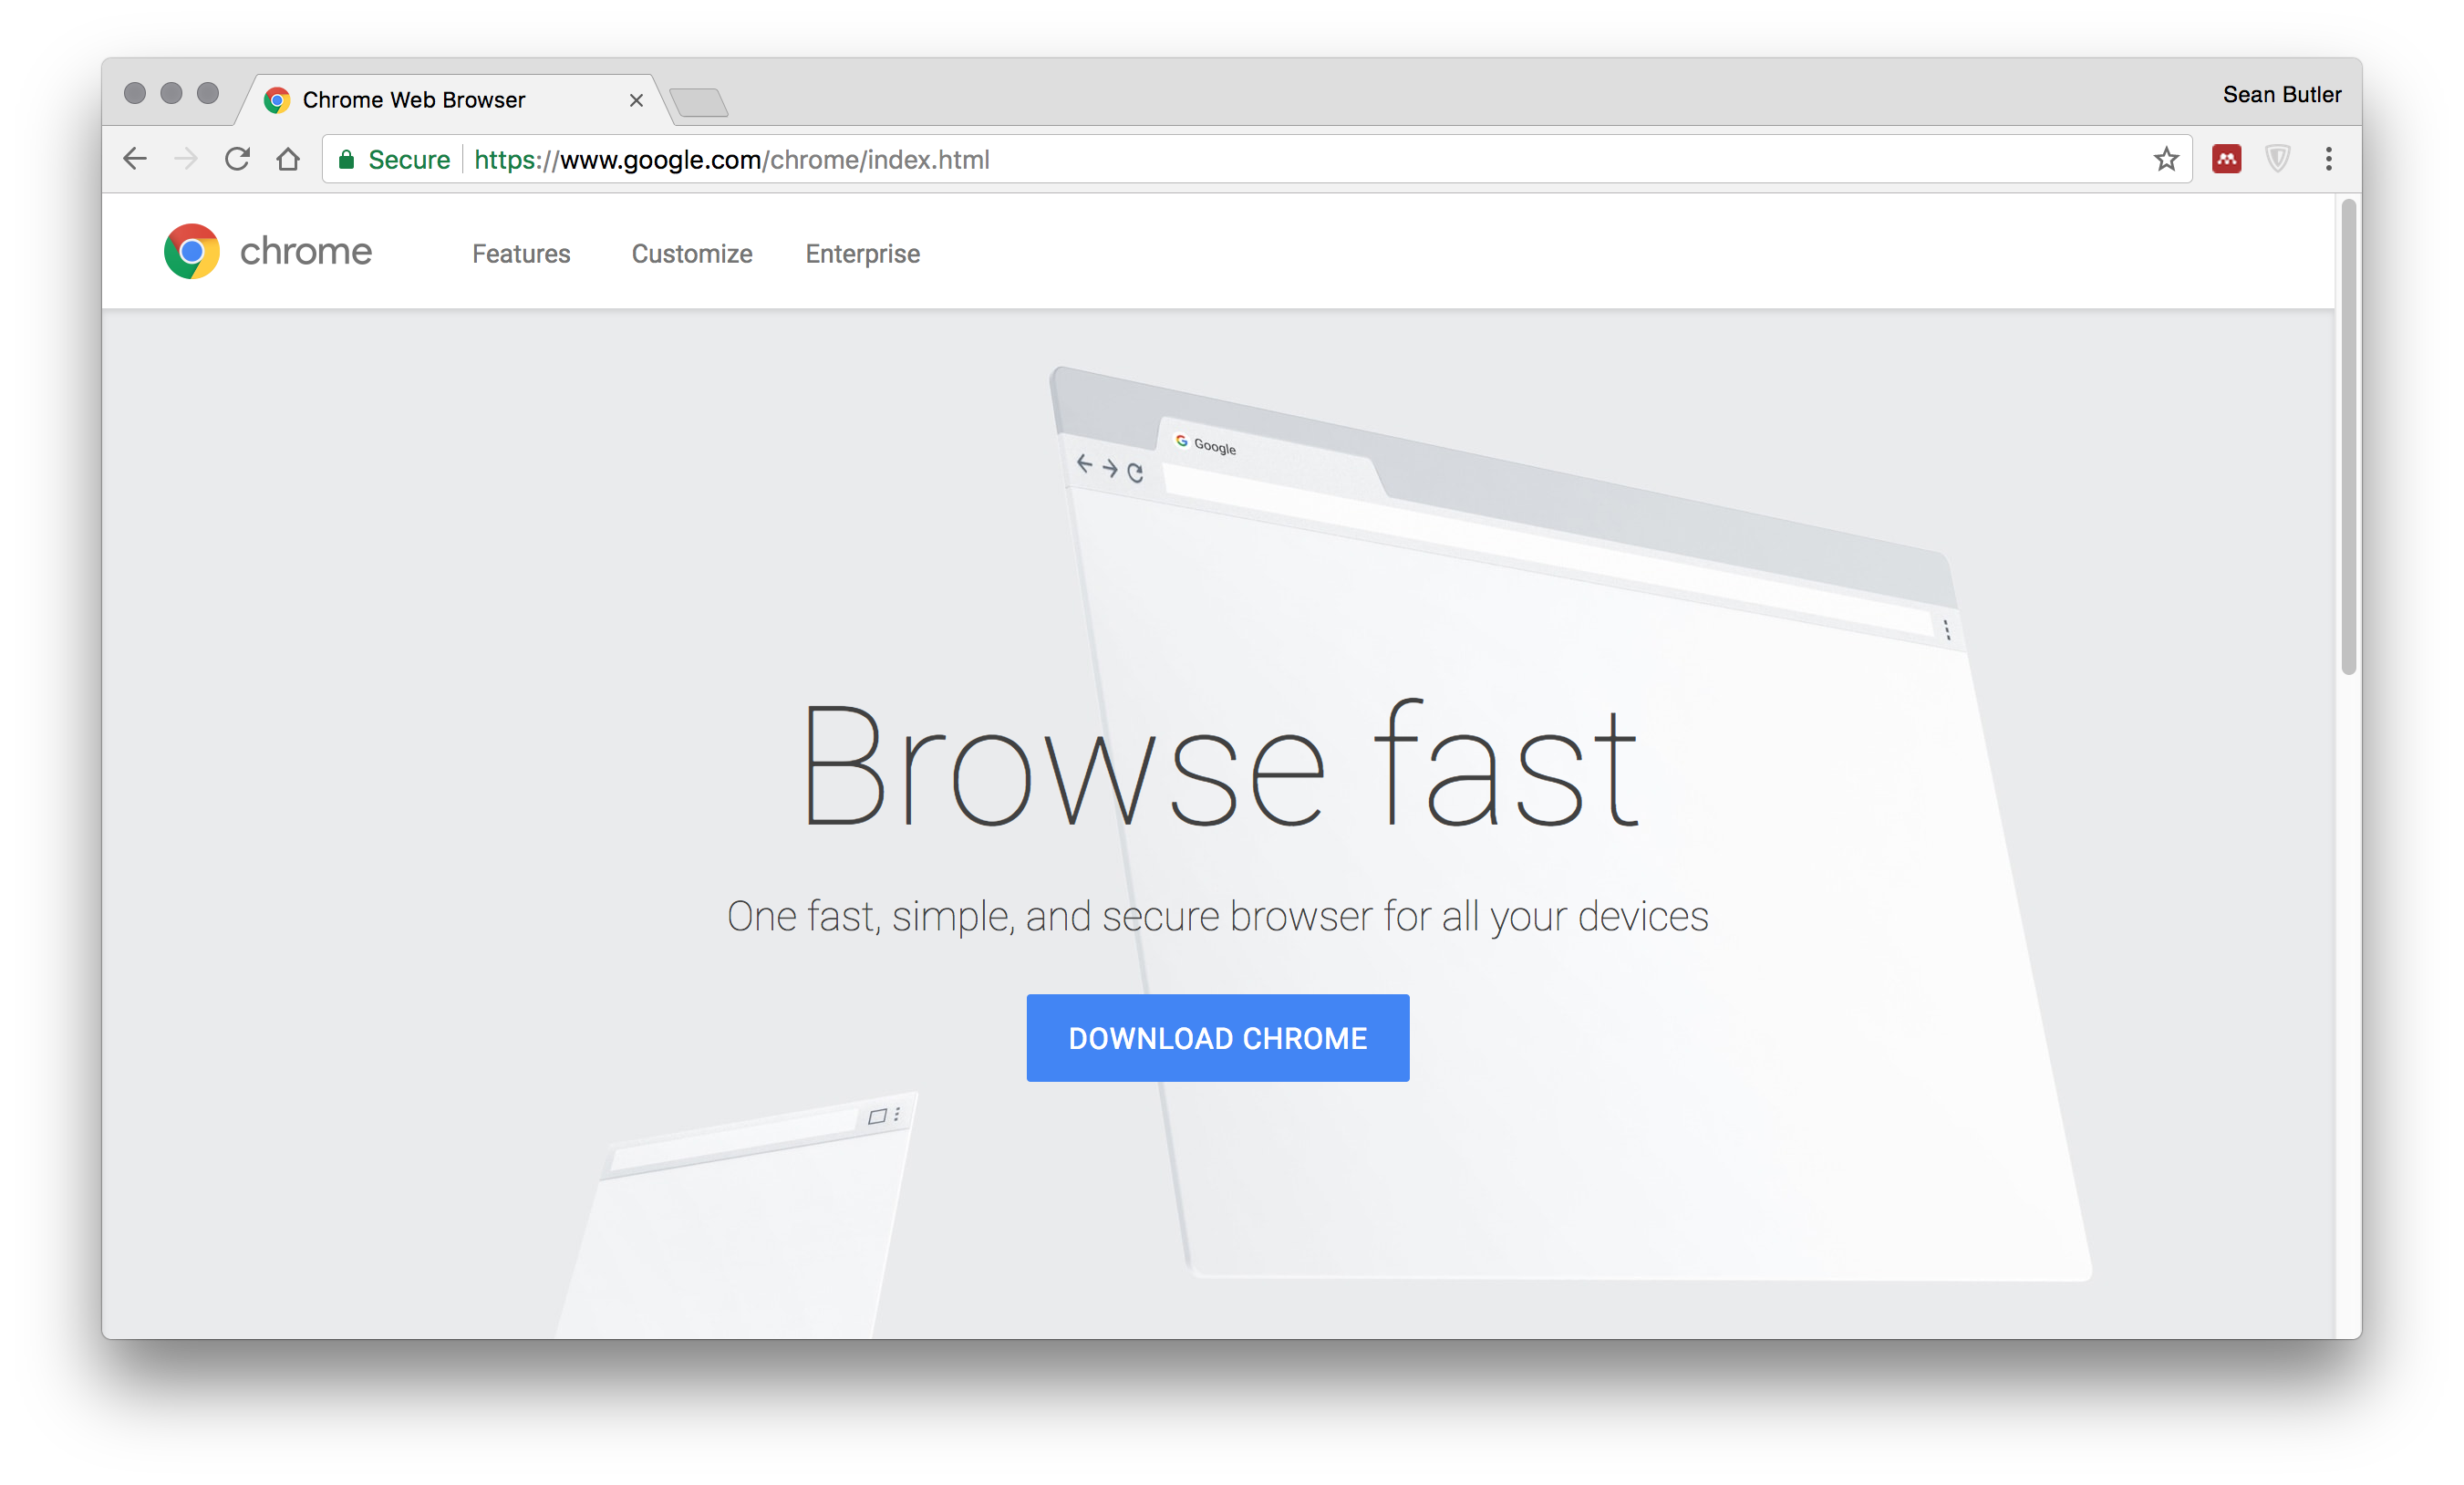 Chrome Web Browser
Sean Butler
Secure https://www.google.com/chrome/index.html
chrome Features Customize Enterprise
Google
Browse fast
One fast, simple, and secure browser for all your devices
DOWNLOAD CHROME